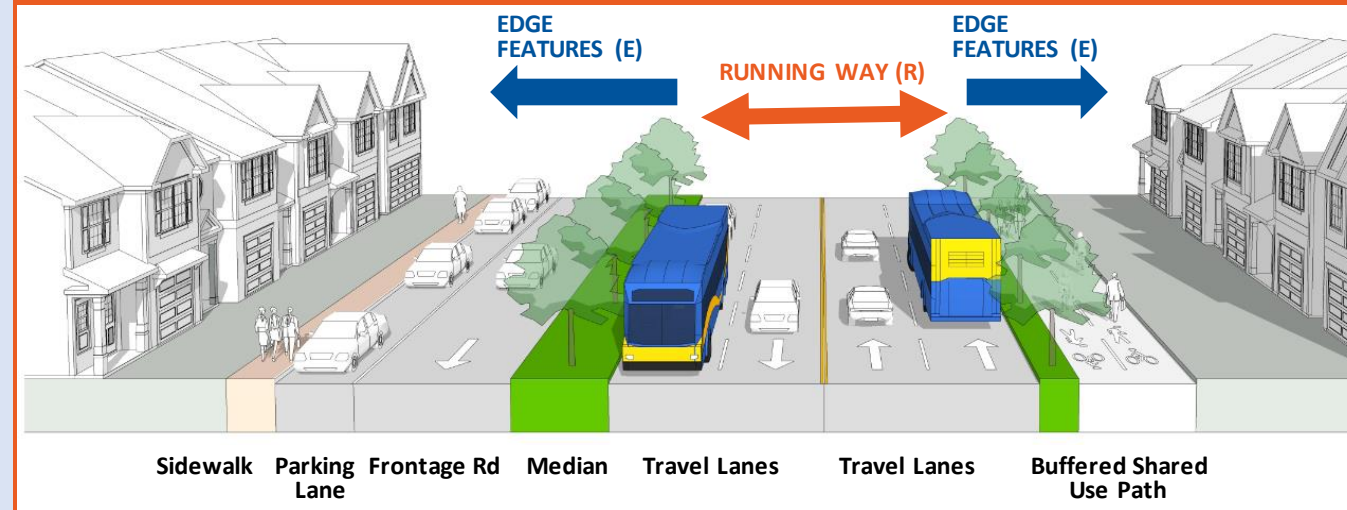 EDGE
FEATURES (E)
RUNNING WAY (R)
EDGE
FEATURES (E)
Sidewalk
Parking
Lane
Frontage Rd
Median
Travel Lanes
Travel Lanes
Buffered Shared
Use Path